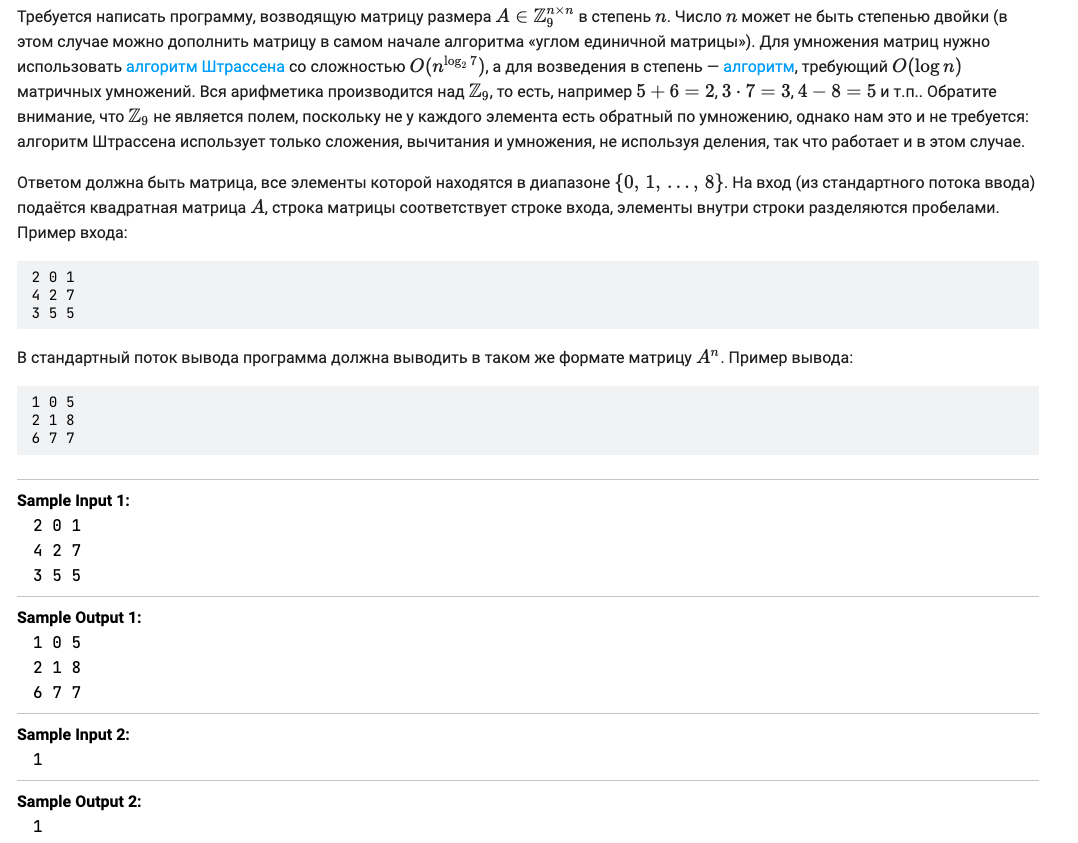 Требуется написать программу, возводящую матрицу размера $A \in \mathbb{Z}_9^{n \times n}$ в степень $n$. Число $n$ может не быть степенью двойки (в
этом случае можно дополнить матрицу в самом начале алгоритма «углом единичной матрицы»). Для умножения матриц нужно
использовать алгоритм Штрассена со сложностью $O(n^{\log_2 7})$, а для возведения в степень – алгоритм, требующий $O(\log n)$
матричных умножений. Вся арифметика производится над $\mathbb{Z}_9$, то есть, например $5 + 6 = 2, 3 \cdot 7 = 3, 4 - 8 = 5$ и т.п.. Обратите
внимание, что $\mathbb{Z}_9$ не является полем, поскольку не у каждого элемента есть обратный по умножению, однако нам это и не требуется:
алгоритм Штрассена использует только сложения, вычитания и умножения, не используя деления, так что работает и в этом случае.
Ответом должна быть матрица, все элементы которой находятся в диапазоне $\{0, 1, \ldots, 8\}$. На вход (из стандартного потока ввода)
подаётся квадратная матрица $A$, строка матрицы соответствует строке входа, элементы внутри строки разделяются пробелами.
Пример входа:
2 0 1
4 2 7
3 5 5
В стандартный поток вывода программа должна выводить в таком же формате матрицу $A^n$. Пример вывода:
1 0 5
2 1 8
6 7 7
Sample Input 1:
2 0 1
4 2 7
3 5 5
Sample Output 1:
1 0 5
2 1 8
6 7 7
Sample Input 2:
1
Sample Output 2:
1